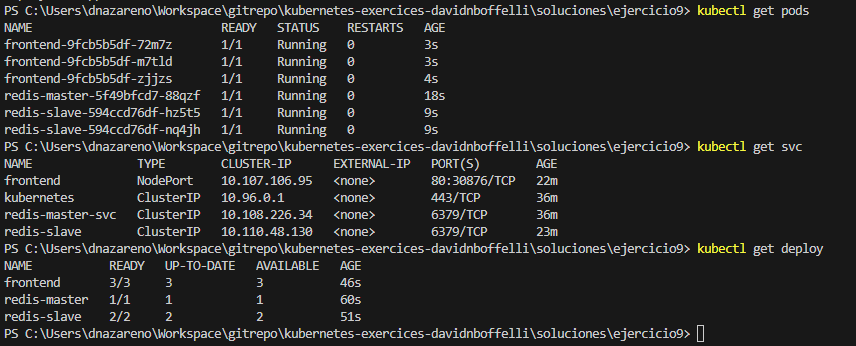 PS C:\Users\dnazareno\Workspace\gitrepo\kubernetes-exercices-davidnboffelli\soluciones\ejercicio9> kubectl get pods
NAME READY STATUS RESTARTS AGE
frontend-9fcb5b5df-72m7z 1/1 Running 0 3s
frontend-9fcb5b5df-m7tld 1/1 Running 0 3s
frontend-9fcb5b5df-zjjzs 1/1 Running 0 4s
redis-master-5f49bfcd7-88qzf 1/1 Running 0 18s
redis-slave-594ccd76df-hz5t5 1/1 Running 0 9s
redis-slave-594ccd76df-nq4jh 1/1 Running 0 9s
PS C:\Users\dnazareno\Workspace\gitrepo\kubernetes-exercices-davidnboffelli\soluciones\ejercicio9> kubectl get svc
NAME TYPE CLUSTER-IP EXTERNAL-IP PORT(S) AGE
frontend NodePort 10.107.106.95 <none> 80:30876/TCP 22m
kubernetes ClusterIP 10.96.0.1 <none> 443/TCP 36m
redis-master-svc ClusterIP 10.108.226.34 <none> 6379/TCP 36m
redis-slave ClusterIP 10.110.48.130 <none> 6379/TCP 23m
PS C:\Users\dnazareno\Workspace\gitrepo\kubernetes-exercices-davidnboffelli\soluciones\ejercicio9> kubectl get deploy
NAME READY UP-TO-DATE AVAILABLE AGE
frontend 3/3 3 3 46s
redis-master 1/1 1 1 60s
redis-slave 2/2 2 2 51s
PS C:\Users\dnazareno\Workspace\gitrepo\kubernetes-exercices-davidnboffelli\soluciones\ejercicio9>